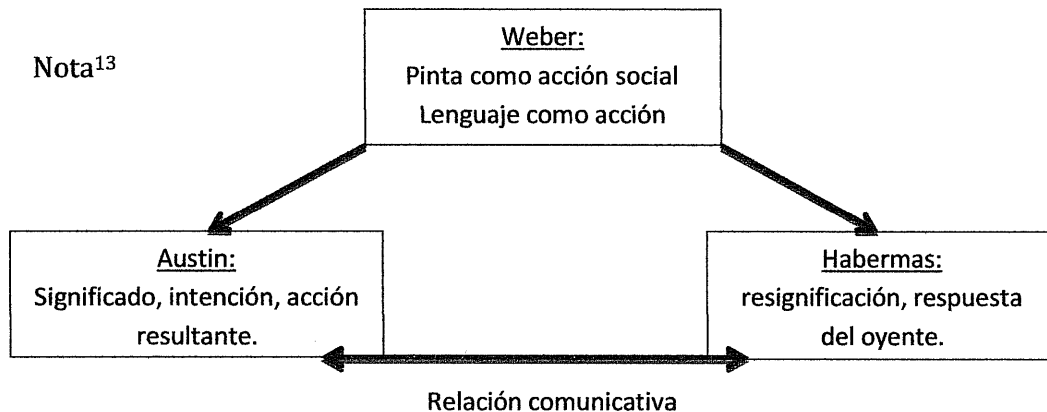 Nota¹³
Weber:
Pinta como acción social
Lenguaje como acción
Austin:
Significado, intención, acción
resultante.
Habermas:
resignificación, respuesta
del oyente.
Relación comunicativa